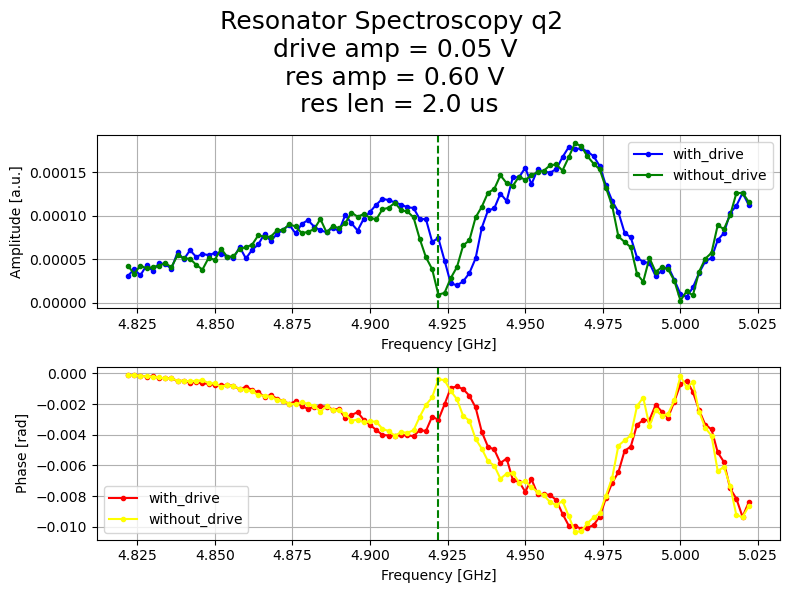 Resonator Spectroscopy q2
drive amp = 0.05 V
res amp = 0.60 V
res len = 2.0 us
Amplitude [a.u.]
0.00015
0.00010
0.00005
0.00000
with_drive
without_drive
4.825 4.850 4.875 4.900 4.925 4.950 4.975 5.000 5.025
Frequency [GHz]
Phase [rad]
0.000
−0.002
−0.004
−0.006
−0.008
−0.010
with_drive
without_drive
4.825 4.850 4.875 4.900 4.925 4.950 4.975 5.000 5.025
Frequency [GHz]